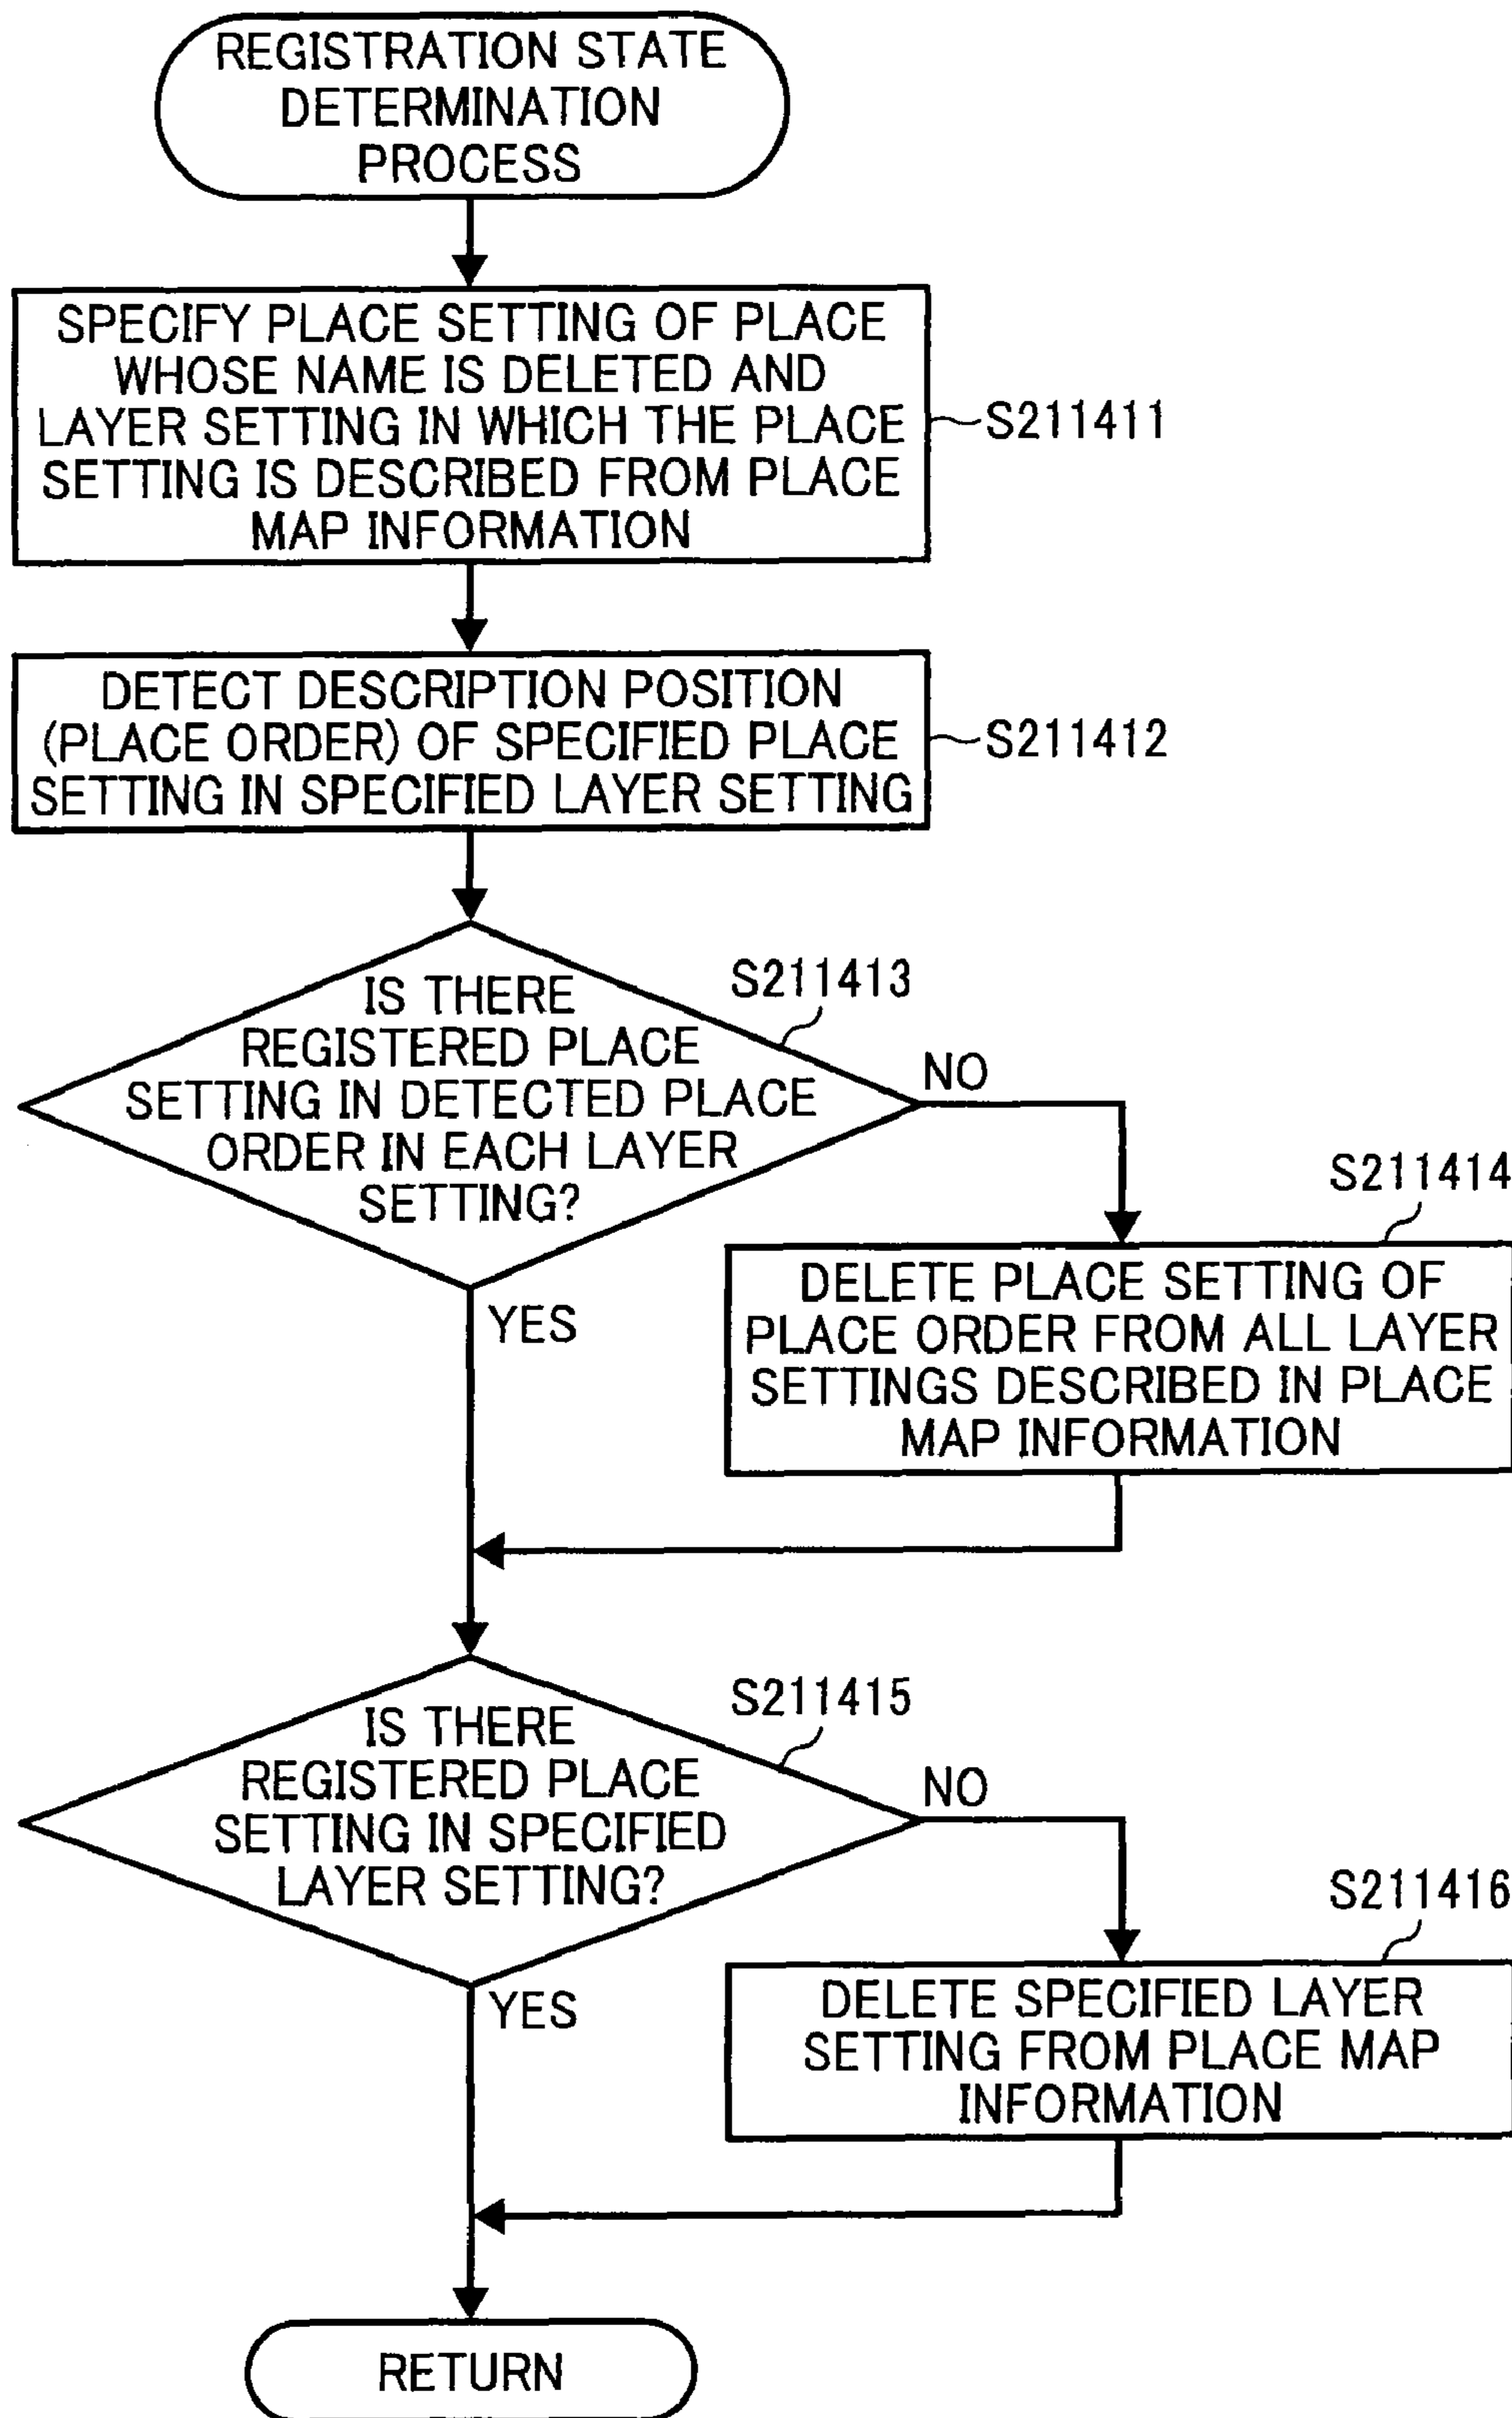 REGISTRATION STATE
DETERMINATION
PROCESS
SPECIFY PLACE SETTING OF PLACE
WHOSE NAME IS DELETED AND
LAYER SETTING IN WHICH THE PLACE
SETTING IS DESCRIBED FROM PLACE
MAP INFORMATION
S211411
DETECT DESCRIPTION POSITION
(PLACE ORDER) OF SPECIFIED PLACE
SETTING IN SPECIFIED LAYER SETTING
S211412
IS THERE
REGISTERED PLACE
SETTING IN DETECTED PLACE
ORDER IN EACH LAYER
SETTING?
S211413
NO
YES
S211414
DELETE PLACE SETTING OF
PLACE ORDER FROM ALL LAYER
SETTINGS DESCRIBED IN PLACE
MAP INFORMATION
IS THERE
REGISTERED PLACE
SETTING IN SPECIFIED
LAYER SETTING?
S211415
NO
YES
S211416
DELETE SPECIFIED LAYER
SETTING FROM PLACE MAP
INFORMATION
RETURN